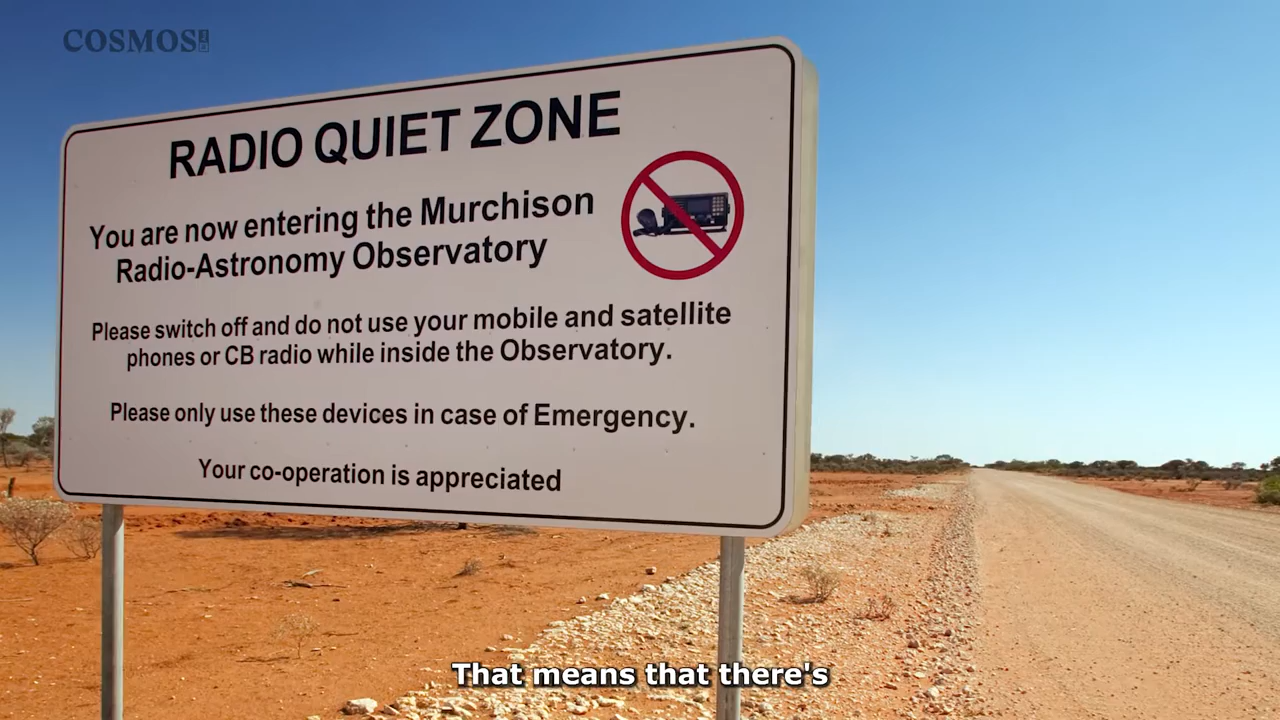 COSMOS
RADIO QUIET ZONE
You are now entering the Murchison
Radio-Astronomy Observatory
Please switch off and do not use your mobile and satellite
phones or CB radio while inside the Observatory.
Please only use these devices in case of Emergency.
Your co-operation is appreciated
That means that there's